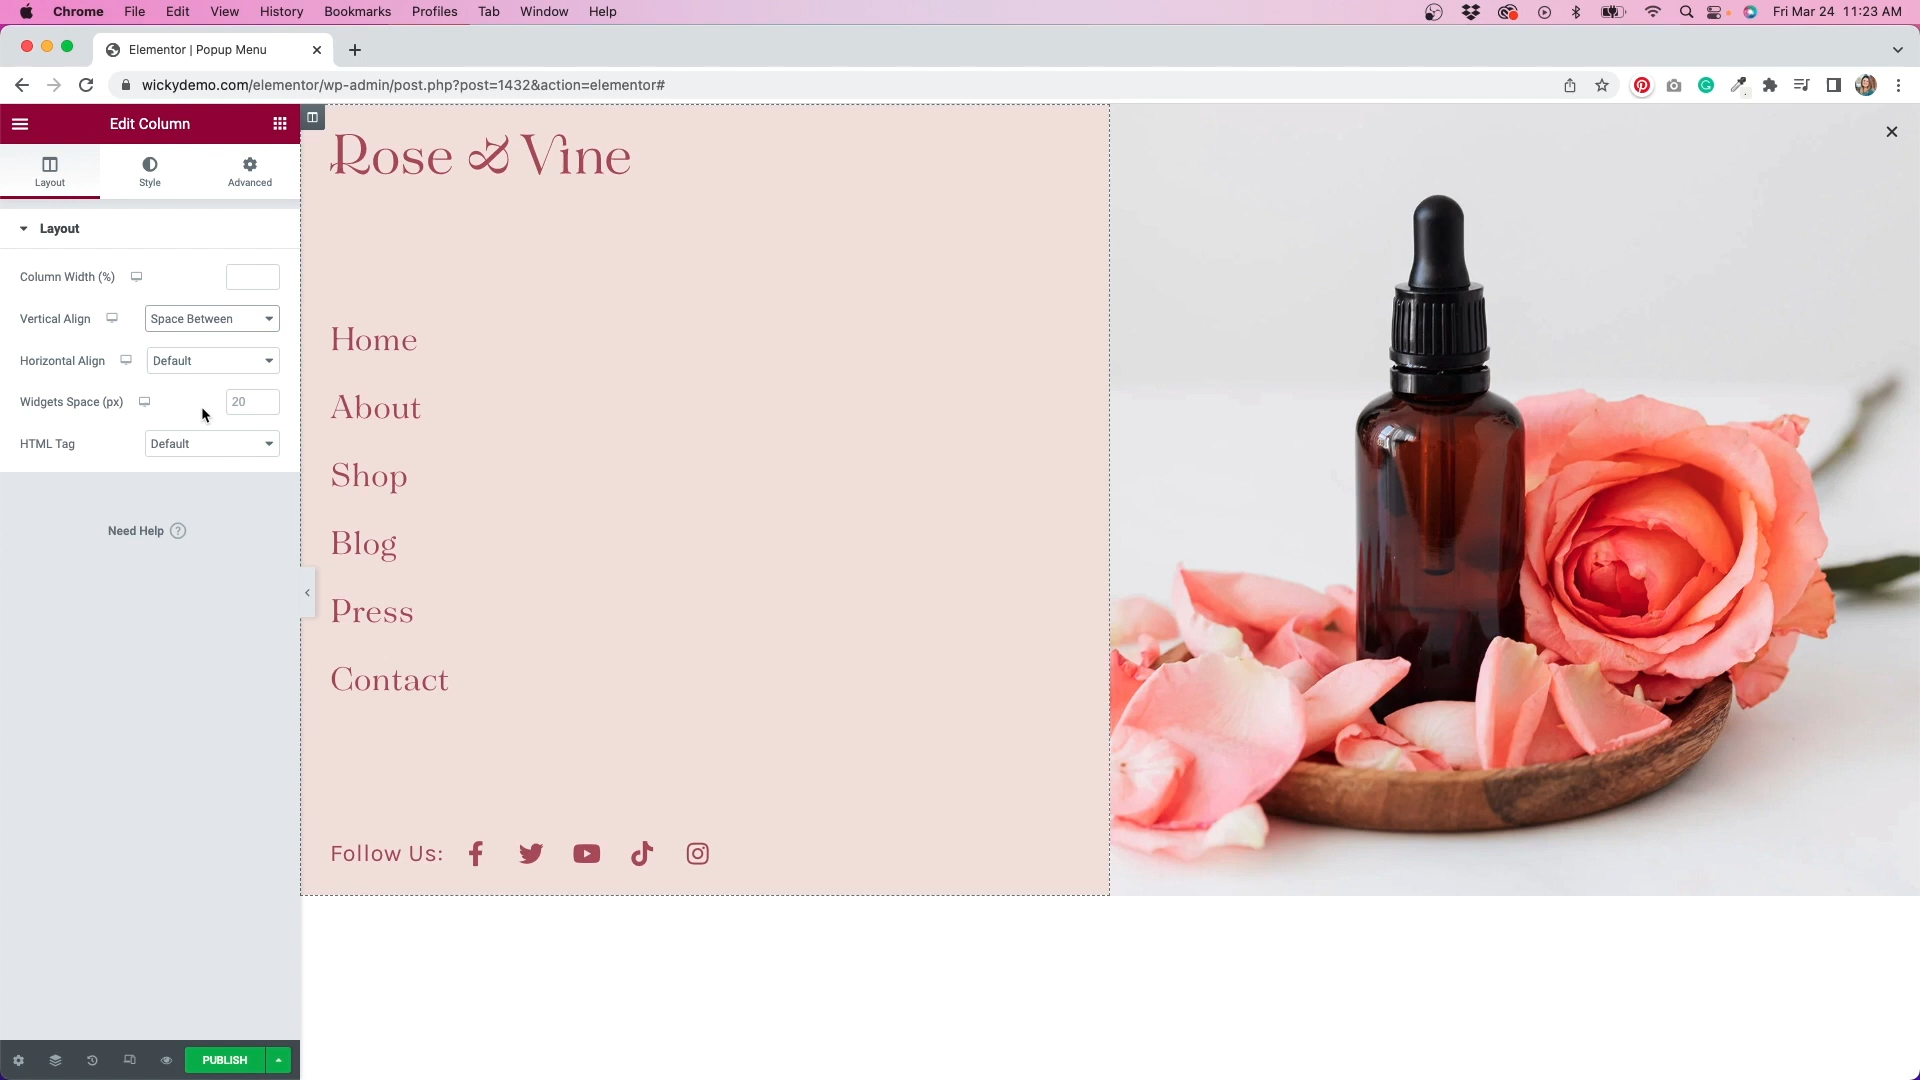 Chrome File Edit View History Bookmarks Profiles Tab Window Help Fri Mar 24 11:23 AM
Elementor | Popup Menu
wickydemo.com/elementor/wp-admin/post.php?post=1432&action=elementor#
Edit Column
Layout Style Advanced
Layout
Column Width (%)
Vertical Align Space Between
Horizontal Align Default
Widgets Space (px) 20
HTML Tag Default
Need Help ?
PUBLISH
Rose & Vine
Home
About
Shop
Blog
Press
Contact
Follow Us: